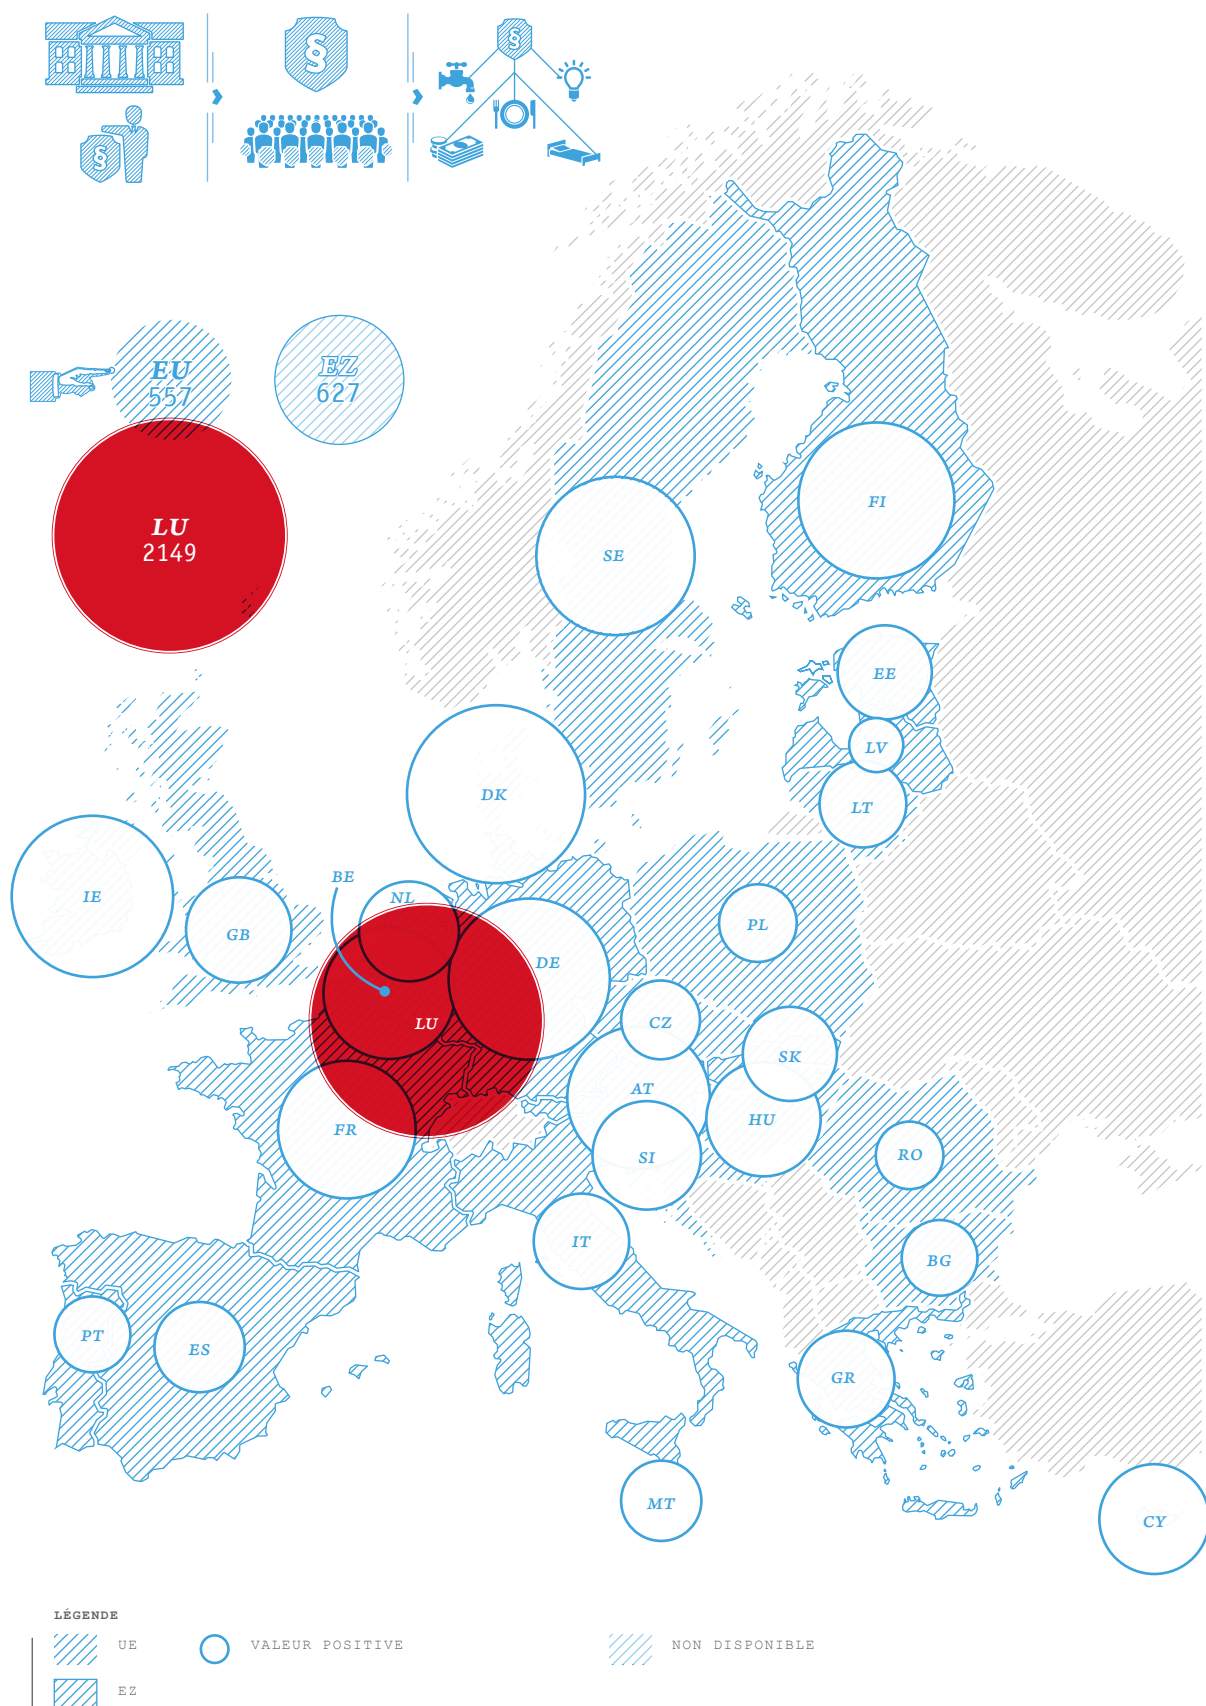 §
§
§
EU
557
EZ
627
LU
2149
FI
SE
EE
LV
DK
LT
BE
NL
IE
GB
PL
DE
LU
CZ
SK
AT
HU
FR
RO
SI
IT
BG
PT
ES
GR
MT
CY
LÉGENDE
UE
VALEUR POSITIVE
NON DISPONIBLE
EZ